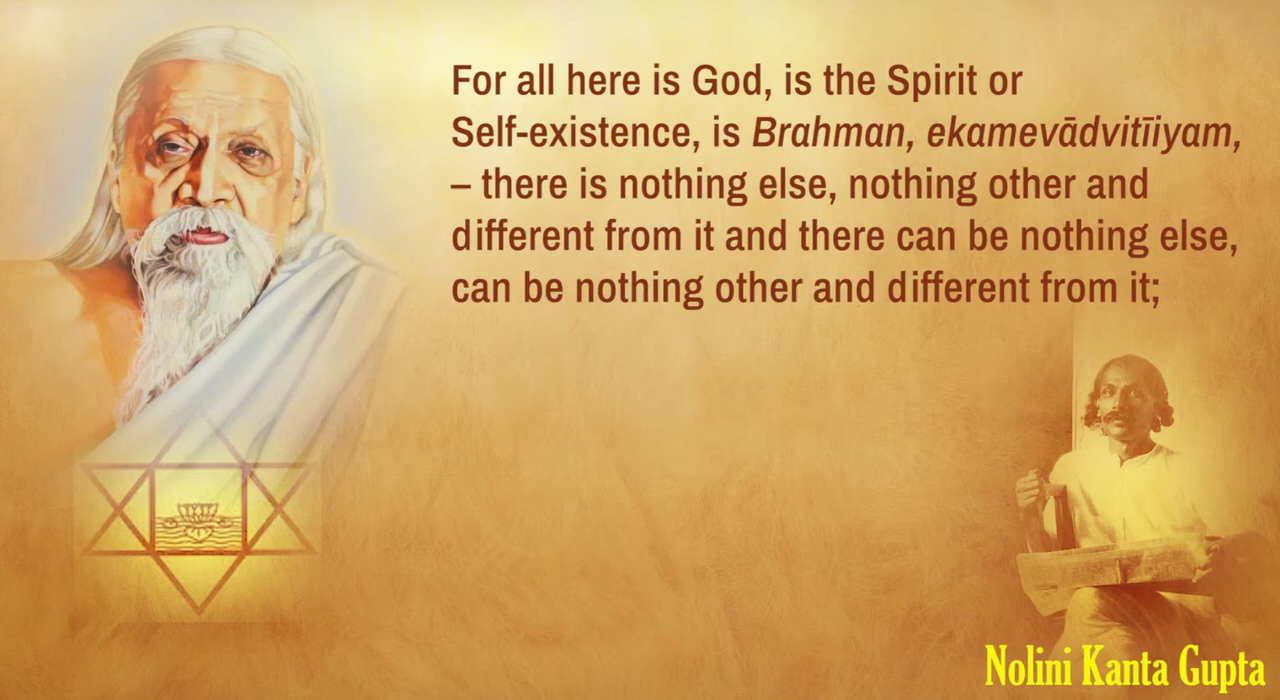 For all here is God, is the Spirit or
Self-existence, is Brahman, ekamevādvitīiyam,
– there is nothing else, nothing other and
different from it and there can be nothing else,
can be nothing other and different from it;
Nolini Kanta Gupta